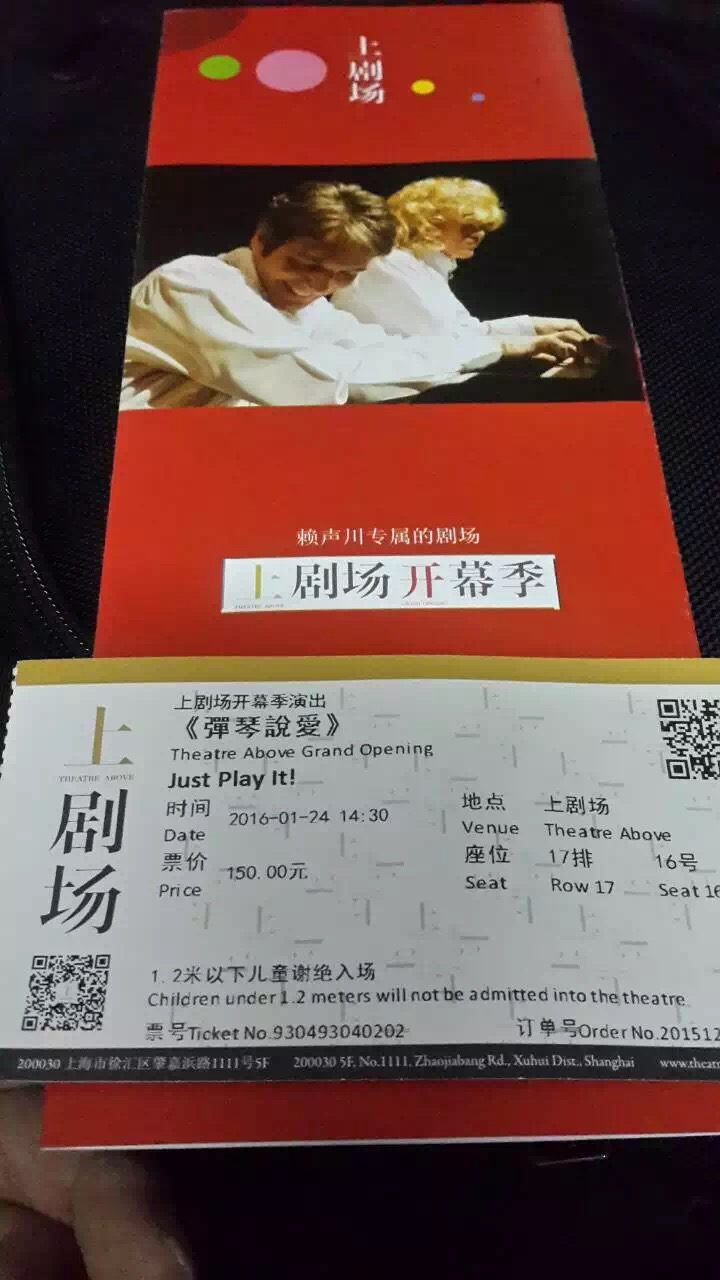 上
剧
场
赖声川专属的剧场
上剧场开幕季
THEATRE ABOVE
上剧场开幕季演出
《彈琴說愛》
Theatre Above Grand Opening
Just Play It!
时间 2016-01-24 14:30
Date
票价 150.00元
Price
地点 上剧场
Venue Theatre Above
座位 17排 16号
Seat Row 17 Seat 16
上
THEATRE ABOVE
剧
场
1.2米以下儿童谢绝入场
Children under 1.2 meters will not be admitted into the theatre
票号Ticket No.930493040202
订单号Order No.201512
200030 上海市徐汇区肇嘉浜路1111号5F 200030 5F, No.1111, Zhaojiabang Rd., Xuhui Dist., Shanghai www.theatr